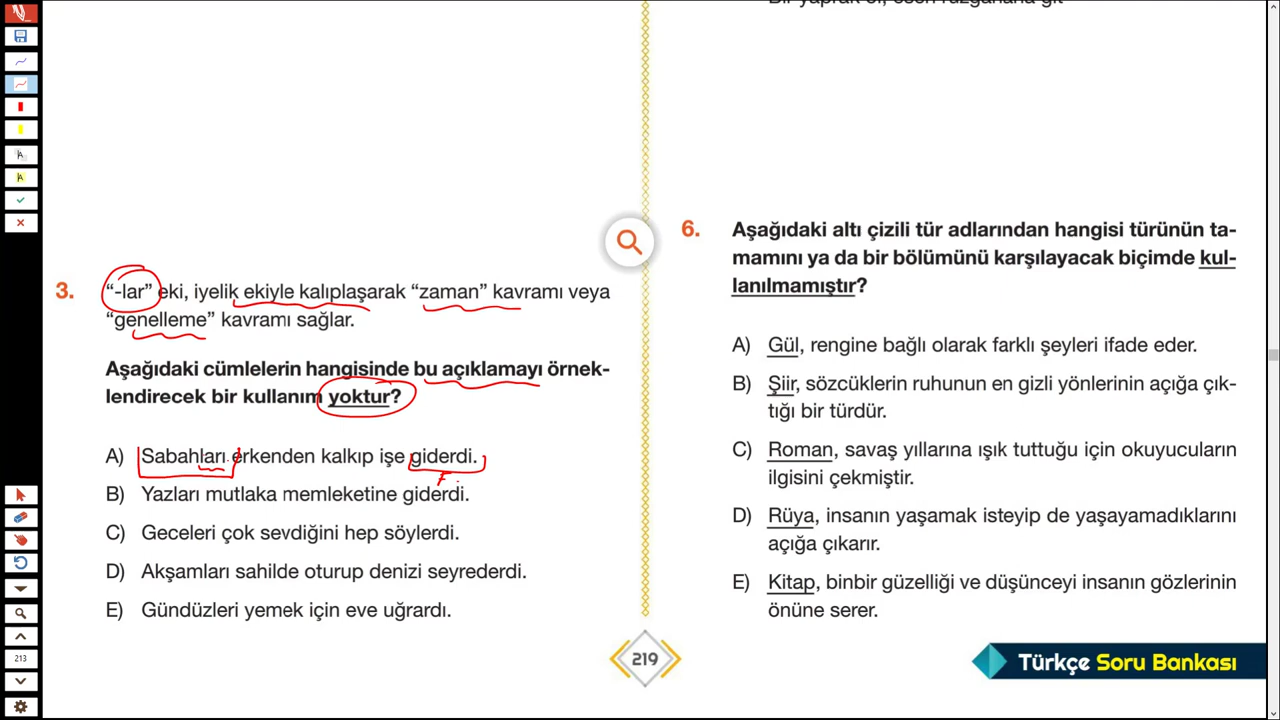 3. “-lar” eki, iyelik ekiyle kalıplaşarak “zaman” kavramı veya
“genelleme” kavramı sağlar.
Aşağıdaki cümlelerin hangisinde bu açıklamayı örnek-
lendirecek bir kullanım yoktur?
A) Sabahları erkenden kalkıp işe giderdi.
B) Yazları mutlaka memleketine giderdi.
C) Geceleri çok sevdiğini hep söylerdi.
D) Akşamları sahilde oturup denizi seyrederdi.
E) Gündüzleri yemek için eve uğrardı.
6. Aşağıdaki altı çizili tür adlarından hangisi türünün ta-
mamını ya da bir bölümünü karşılayacak biçimde kul-
lanılmamıştır?
A) Gül, rengine bağlı olarak farklı şeyleri ifade eder.
B) Şiir, sözcüklerin ruhunun en gizli yönlerinin açığa çık-
tığı bir türdür.
C) Roman, savaş yıllarına ışık tuttuğu için okuyucuların
ilgisini çekmiştir.
D) Rüya, insanın yaşamak isteyip de yaşayamadıklarını
açığa çıkarır.
E) Kitap, binbir güzelliği ve düşünceyi insanın gözlerinin
önüne serer.
219
Türkçe Soru Bankası
213